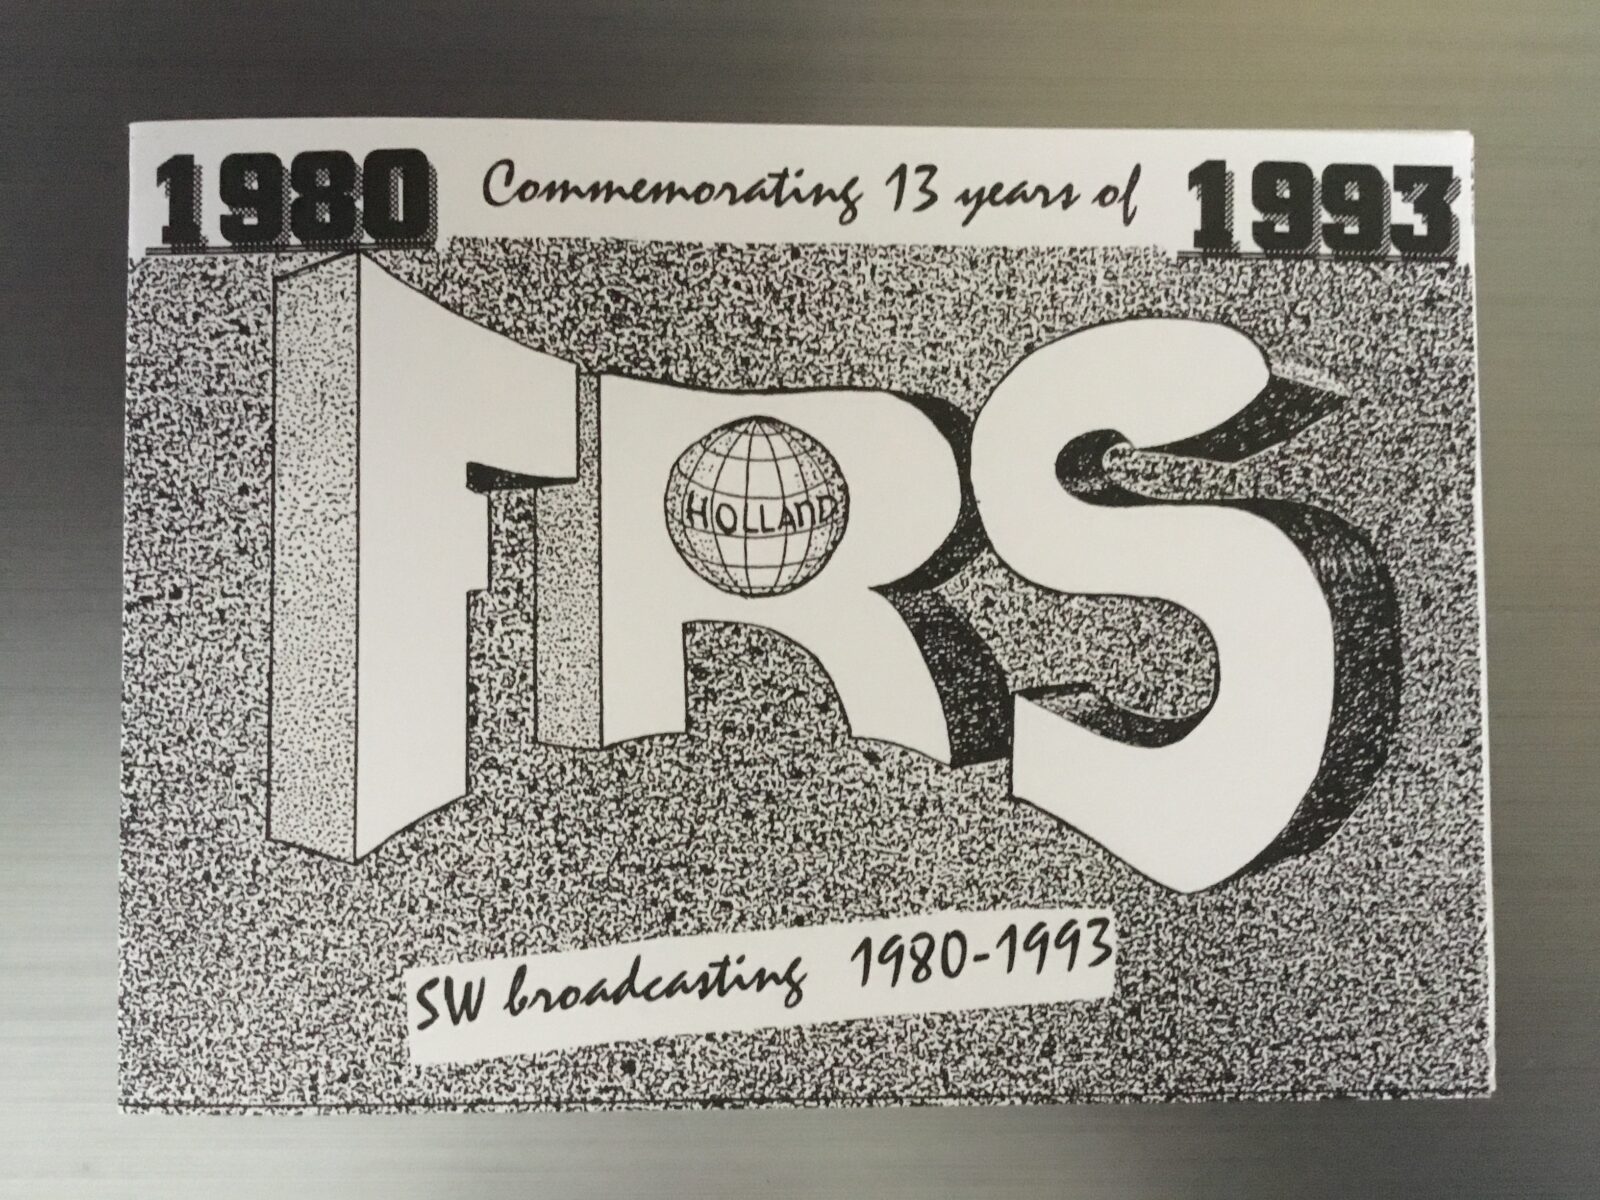 1980 Commemorating 13 years of 1993
FRS
HOLLAND
SW broadcasting 1980-1993